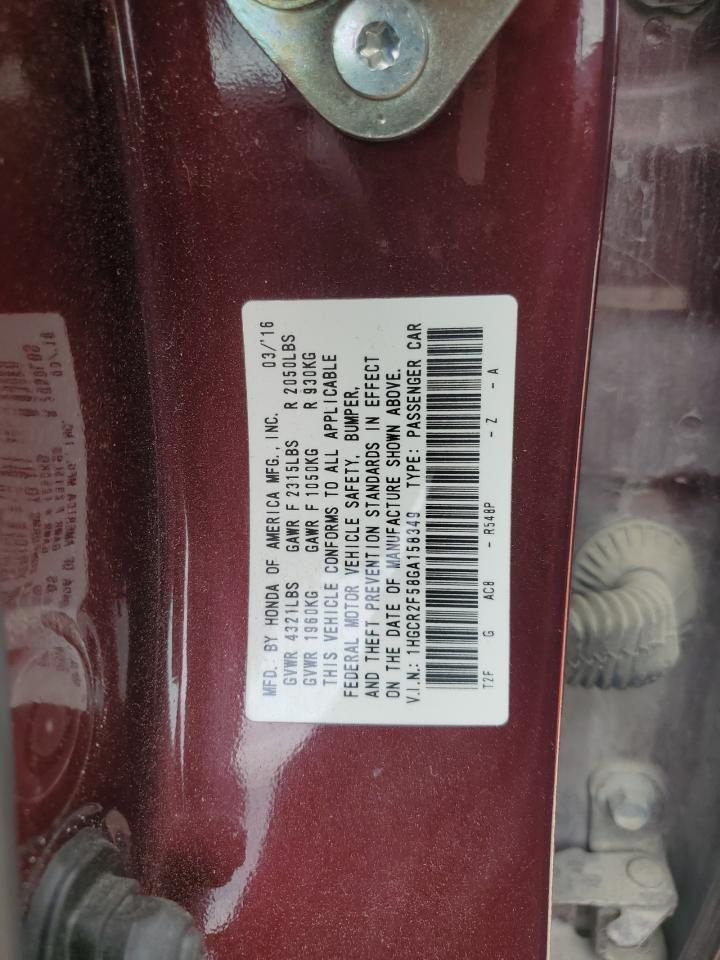 MFD. BY HONDA OF AMERICA MFG., INC. 03/'16
GVWR 4321LBS GAWR F 2315LBS R 2050LBS
GVWR 1960KG GAWR F 1050KG R 930KG
THIS VEHICLE CONFORMS TO ALL APPLICABLE
FEDERAL MOTOR VEHICLE SAFETY, BUMPER,
AND THEFT PREVENTION STANDARDS IN EFFECT
ON THE DATE OF MANUFACTURE SHOWN ABOVE.
V.I.N.: 1HGCR2F58GA158349 TYPE: PASSENGER CAR
T2F G AC8 - R548P - Z - A